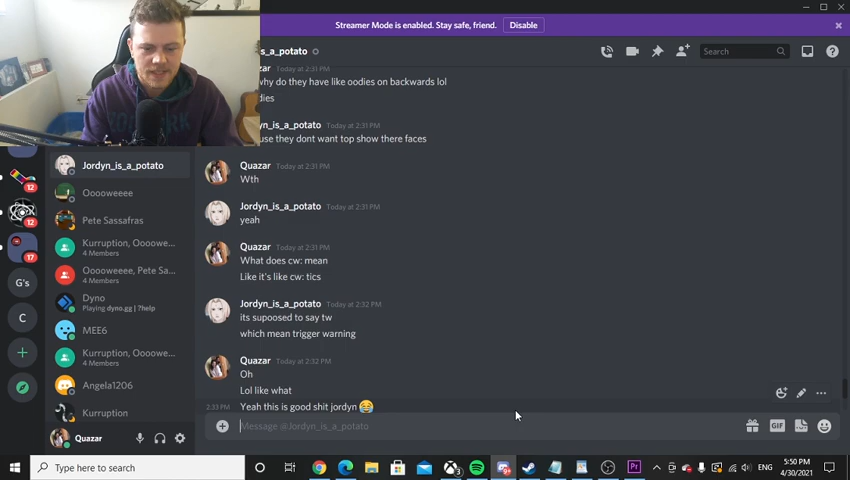 Streamer Mode is enabled. Stay safe, friend. Disable
is_a_potato
Search
Today at 2:31 PM
why do they have like oodies on backwards lol
dies
yn_is_a_potato Today at 2:31 PM
use they dont want top show there faces
Quazar Today at 2:31 PM
Wth
Jordyn_is_a_potato Today at 2:31 PM
yeah
Quazar Today at 2:31 PM
What does cw: mean
Like it's like cw: tics
Jordyn_is_a_potato Today at 2:32 PM
its supoosed to say tw
which mean trigger warning
Quazar Today at 2:32 PM
Oh
Lol like what
2:33 PM Yeah this is good shit jordyn 😂
Message @Jordyn_is_a_potato
GIF
Jordyn_is_a_potato
Ooooweeee
Pete Sassafras
Kurruption, Ooowe...
4 Members
Ooooweeee, Pete Sa...
4 Members
Dyno
Playing dyno.gg | ?help
MEE6
Kurruption, Ooowe...
4 Members
Angela1206
Kurruption
Quazar
12
12
17
G's
C
Type here to search
Pr
ENG
5:50 PM
4/30/2021